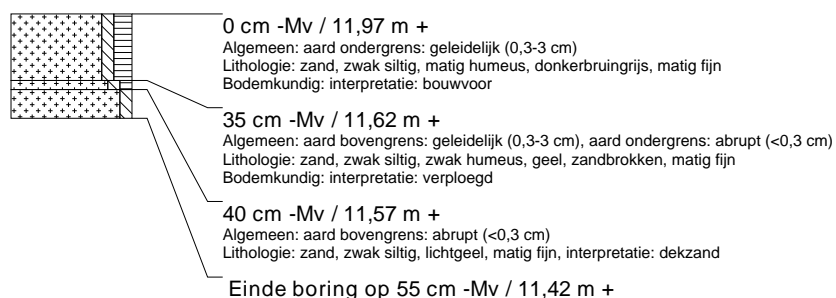 0 cm -Mv / 11,97 m +
Algemeen: aard ondergrens: geleidelijk (0,3-3 cm)
Lithologie: zand, zwak siltig, matig humeus, donkerbruingrijs, matig fijn
Bodemkundig: interpretatie: bouwvoor
35 cm -Mv / 11,62 m +
Algemeen: aard bovengrens: geleidelijk (0,3-3 cm), aard ondergrens: abrupt (<0,3 cm)
Lithologie: zand, zwak siltig, zwak humeus, geel, zandbrokken, matig fijn
Bodemkundig: interpretatie: verploegd
40 cm -Mv / 11,57 m +
Algemeen: aard bovengrens: abrupt (<0,3 cm)
Lithologie: zand, zwak siltig, lichtgeel, matig fijn, interpretatie: dekzand
Einde boring op 55 cm -Mv / 11,42 m +